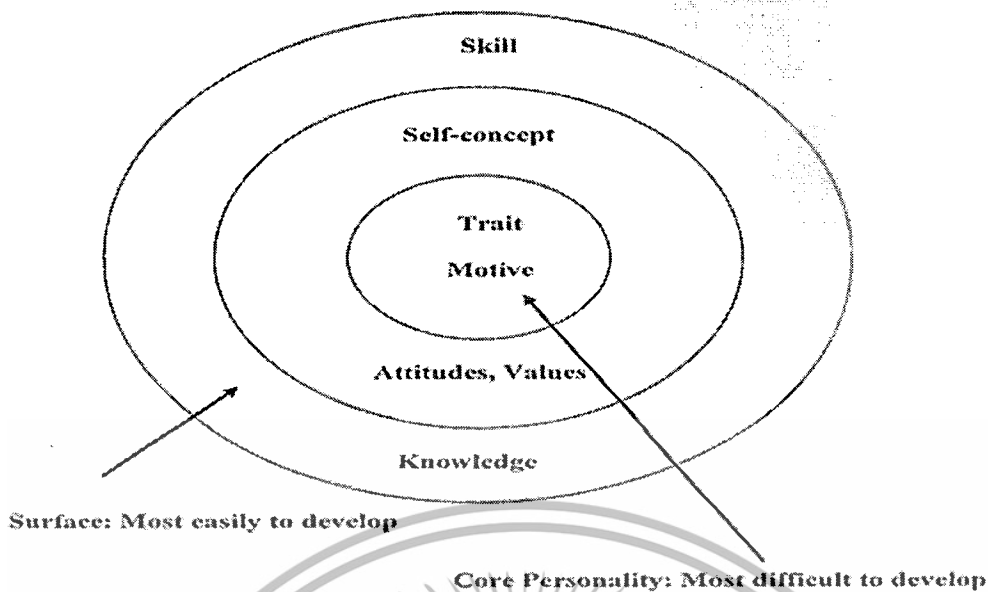 Skill
Self-concept
Trait
Motive
Attitudes, Values
Knowledge
Surface: Most easily to develop
Core Personality: Most difficult to develop